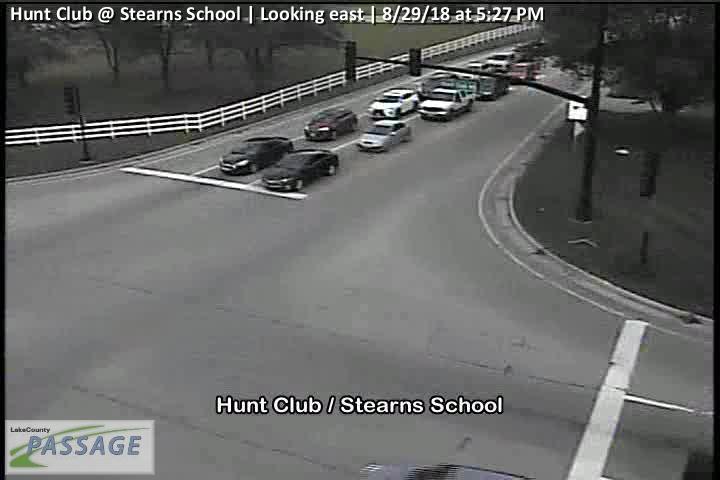 Hunt Club @ Stearns School | Looking east | 8/29/18 at 5:27 PM
Hunt Club / Stearns School
LakeCounty
PASSAGE